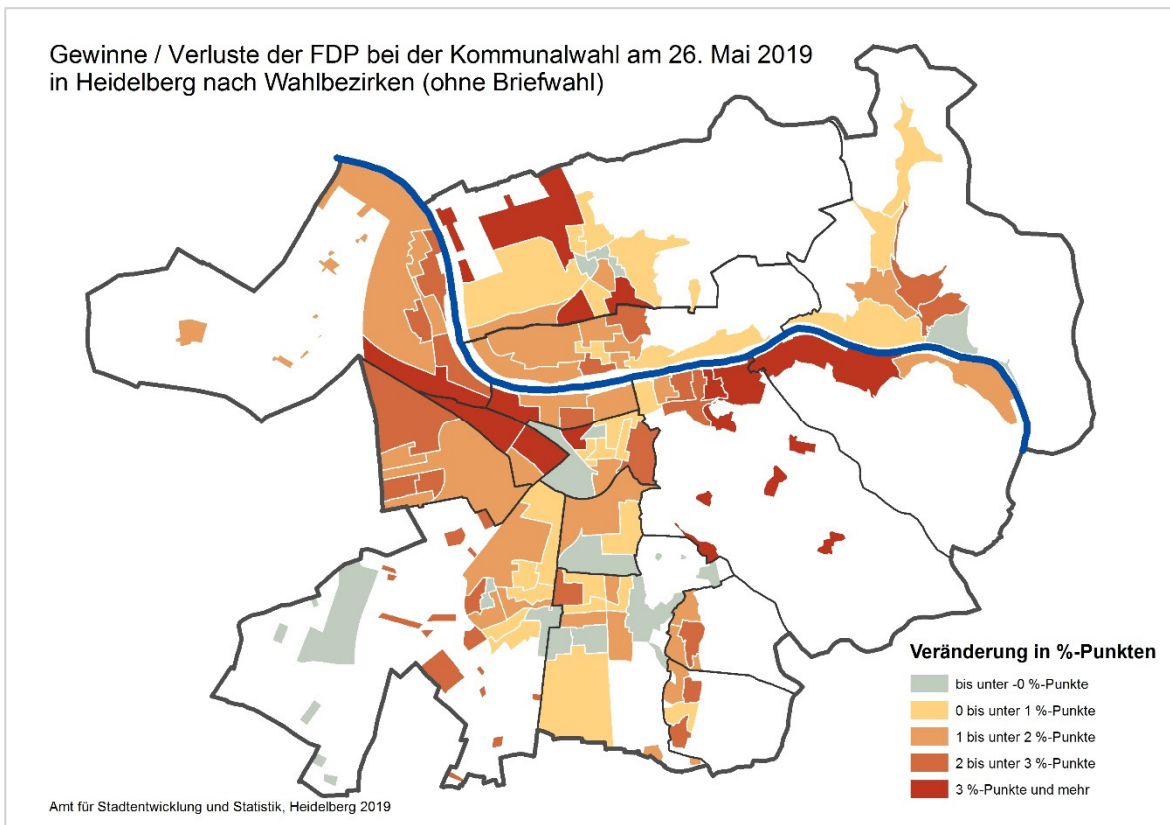 Gewinne / Verluste der FDP bei der Kommunalwahl am 26. Mai 2019
in Heidelberg nach Wahlbezirken (ohne Briefwahl)
Veränderung in %-Punkten
bis unter -0 %-Punkte
0 bis unter 1 %-Punkte
1 bis unter 2 %-Punkte
2 bis unter 3 %-Punkte
3 %-Punkte und mehr
Amt für Stadtentwicklung und Statistik, Heidelberg 2019